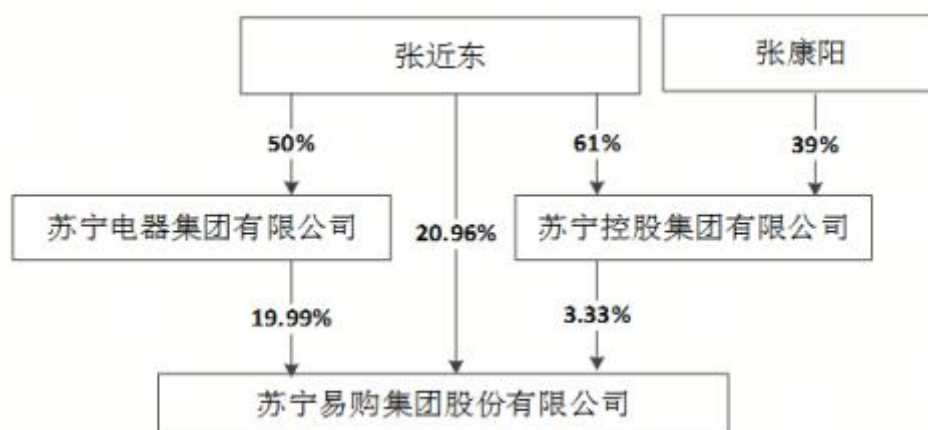 张近东
张康阳
50%
61%
39%
苏宁电器集团有限公司
20.96%
苏宁控股集团有限公司
19.99%
3.33%
苏宁易购集团股份有限公司